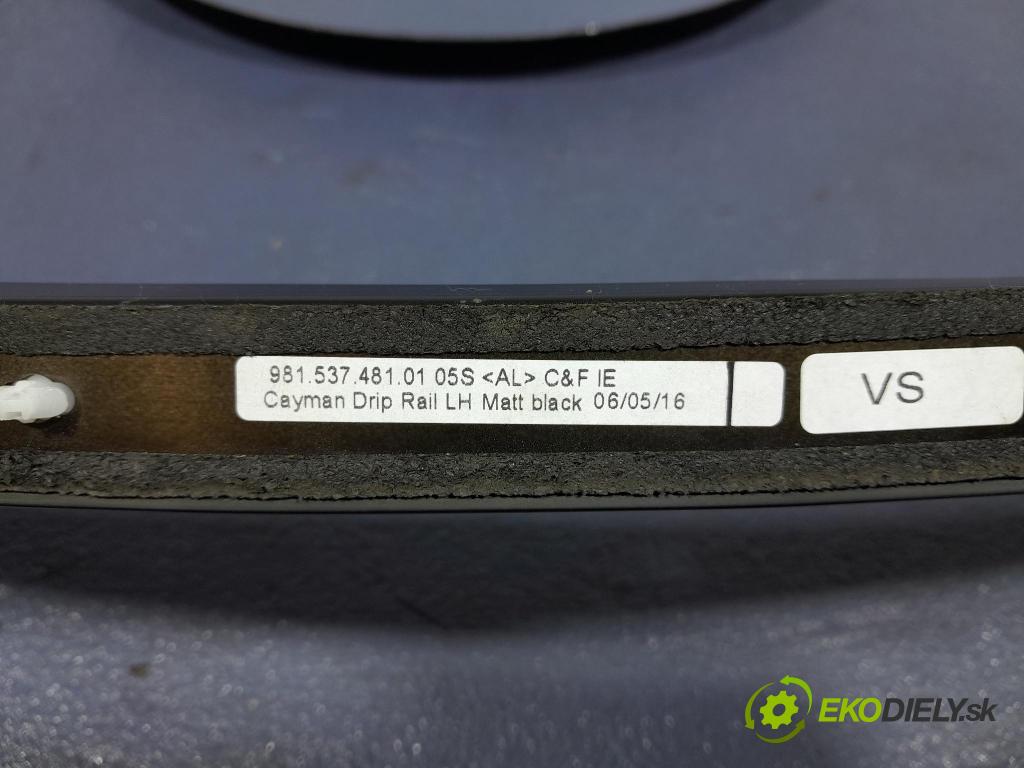 981.537.481.01 05S <AL> C&F IE
Cayman Drip Rail LH Matt black 06/05/16
VS
EKODIELY.sk